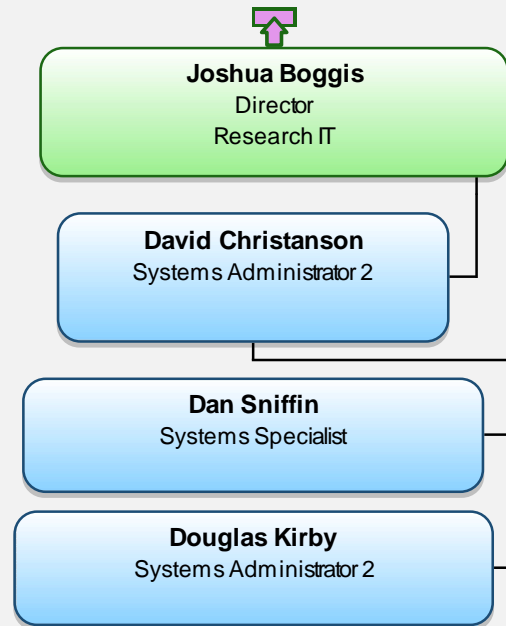 Joshua Boggis
Director
Research IT
David Christanson
Systems Administrator 2
Dan Sniffin
Systems Specialist
Douglas Kirby
Systems Administrator 2